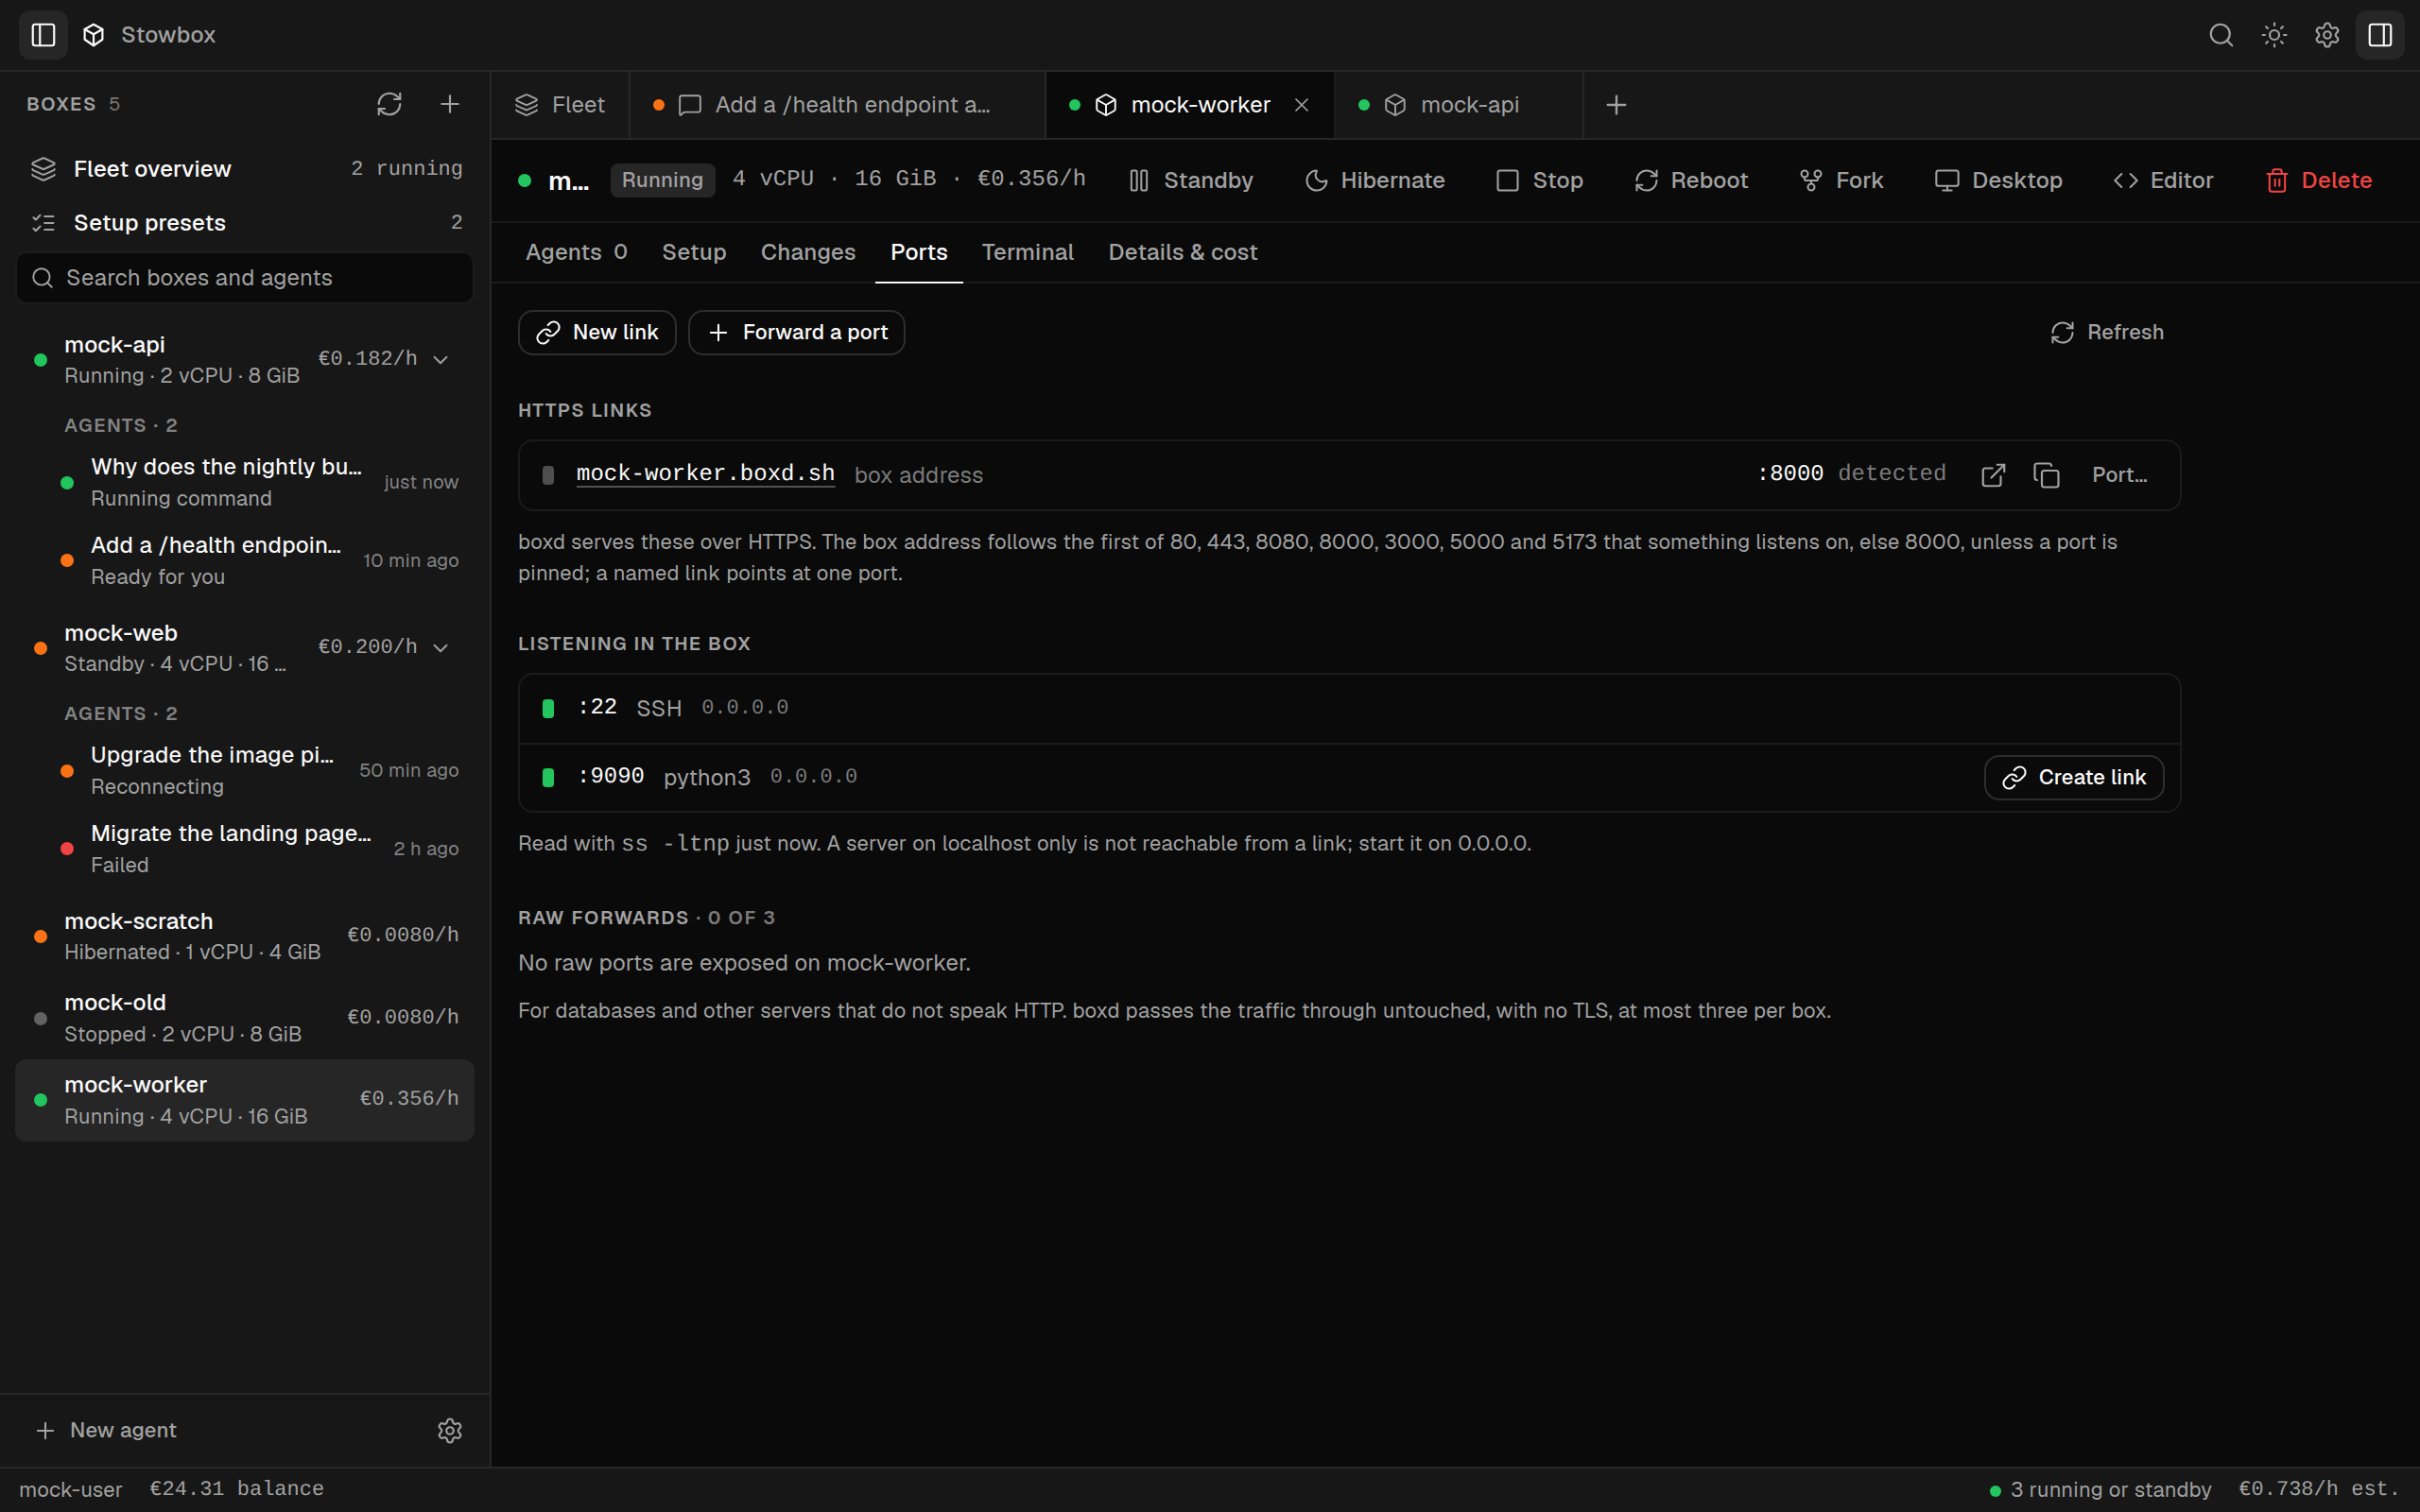 Stowbox
BOXES 5
Fleet overview 2 running
Setup presets 2
Search boxes and agents
mock-api €0.182/h
Running · 2 vCPU · 8 GiB
AGENTS · 2
Why does the nightly bu... just now
Running command
Add a /health endpoin... 10 min ago
Ready for you
mock-web €0.200/h
Standby · 4 vCPU · 16 ...
AGENTS · 2
Upgrade the image pi... 50 min ago
Reconnecting
Migrate the landing page... 2 h ago
Failed
mock-scratch €0.0080/h
Hibernated · 1 vCPU · 4 GiB
mock-old €0.0080/h
Stopped · 2 vCPU · 8 GiB
mock-worker €0.356/h
Running · 4 vCPU · 16 GiB
New agent
Fleet Add a /health endpoint a... mock-worker mock-api
m... Running 4 vCPU · 16 GiB · €0.356/h Standby Hibernate Stop Reboot Fork Desktop Editor Delete
Agents 0 Setup Changes Ports Terminal Details & cost
New link Forward a port Refresh
HTTPS LINKS
mock-worker.boxd.sh box address :8000 detected Port...
boxd serves these over HTTPS. The box address follows the first of 80, 443, 8080, 8000, 3000, 5000 and 5173 that something listens on, else 8000, unless a port is
pinned; a named link points at one port.
LISTENING IN THE BOX
:22 SSH 0.0.0.0
:9090 python3 0.0.0.0 Create link
Read with ss -ltnp just now. A server on localhost only is not reachable from a link; start it on 0.0.0.0.
RAW FORWARDS · 0 OF 3
No raw ports are exposed on mock-worker.
For databases and other servers that do not speak HTTP. boxd passes the traffic through untouched, with no TLS, at most three per box.
mock-user €24.31 balance 3 running or standby €0.738/h est.